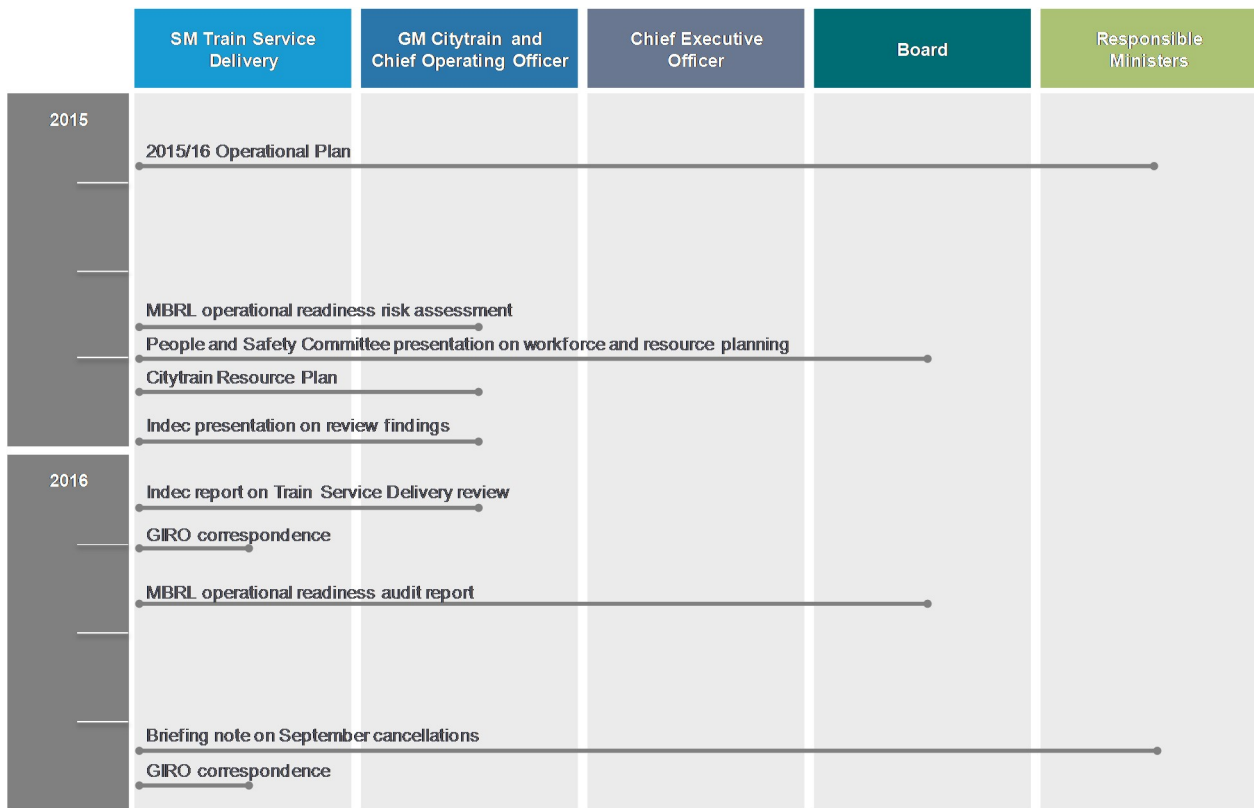 SM Train Service
Delivery
GM Citytrain and
Chief Operating Officer
Chief Executive
Officer
Board
Responsible
Ministers
2015
2015/16 Operational Plan
MBRL operational readiness risk assessment
People and Safety Committee presentation on workforce and resource planning
Citytrain Resource Plan
Indec presentation on review findings
2016
Indec report on Train Service Delivery review
GIRO correspondence
MBRL operational readiness audit report
Briefing note on September cancellations
GIRO correspondence